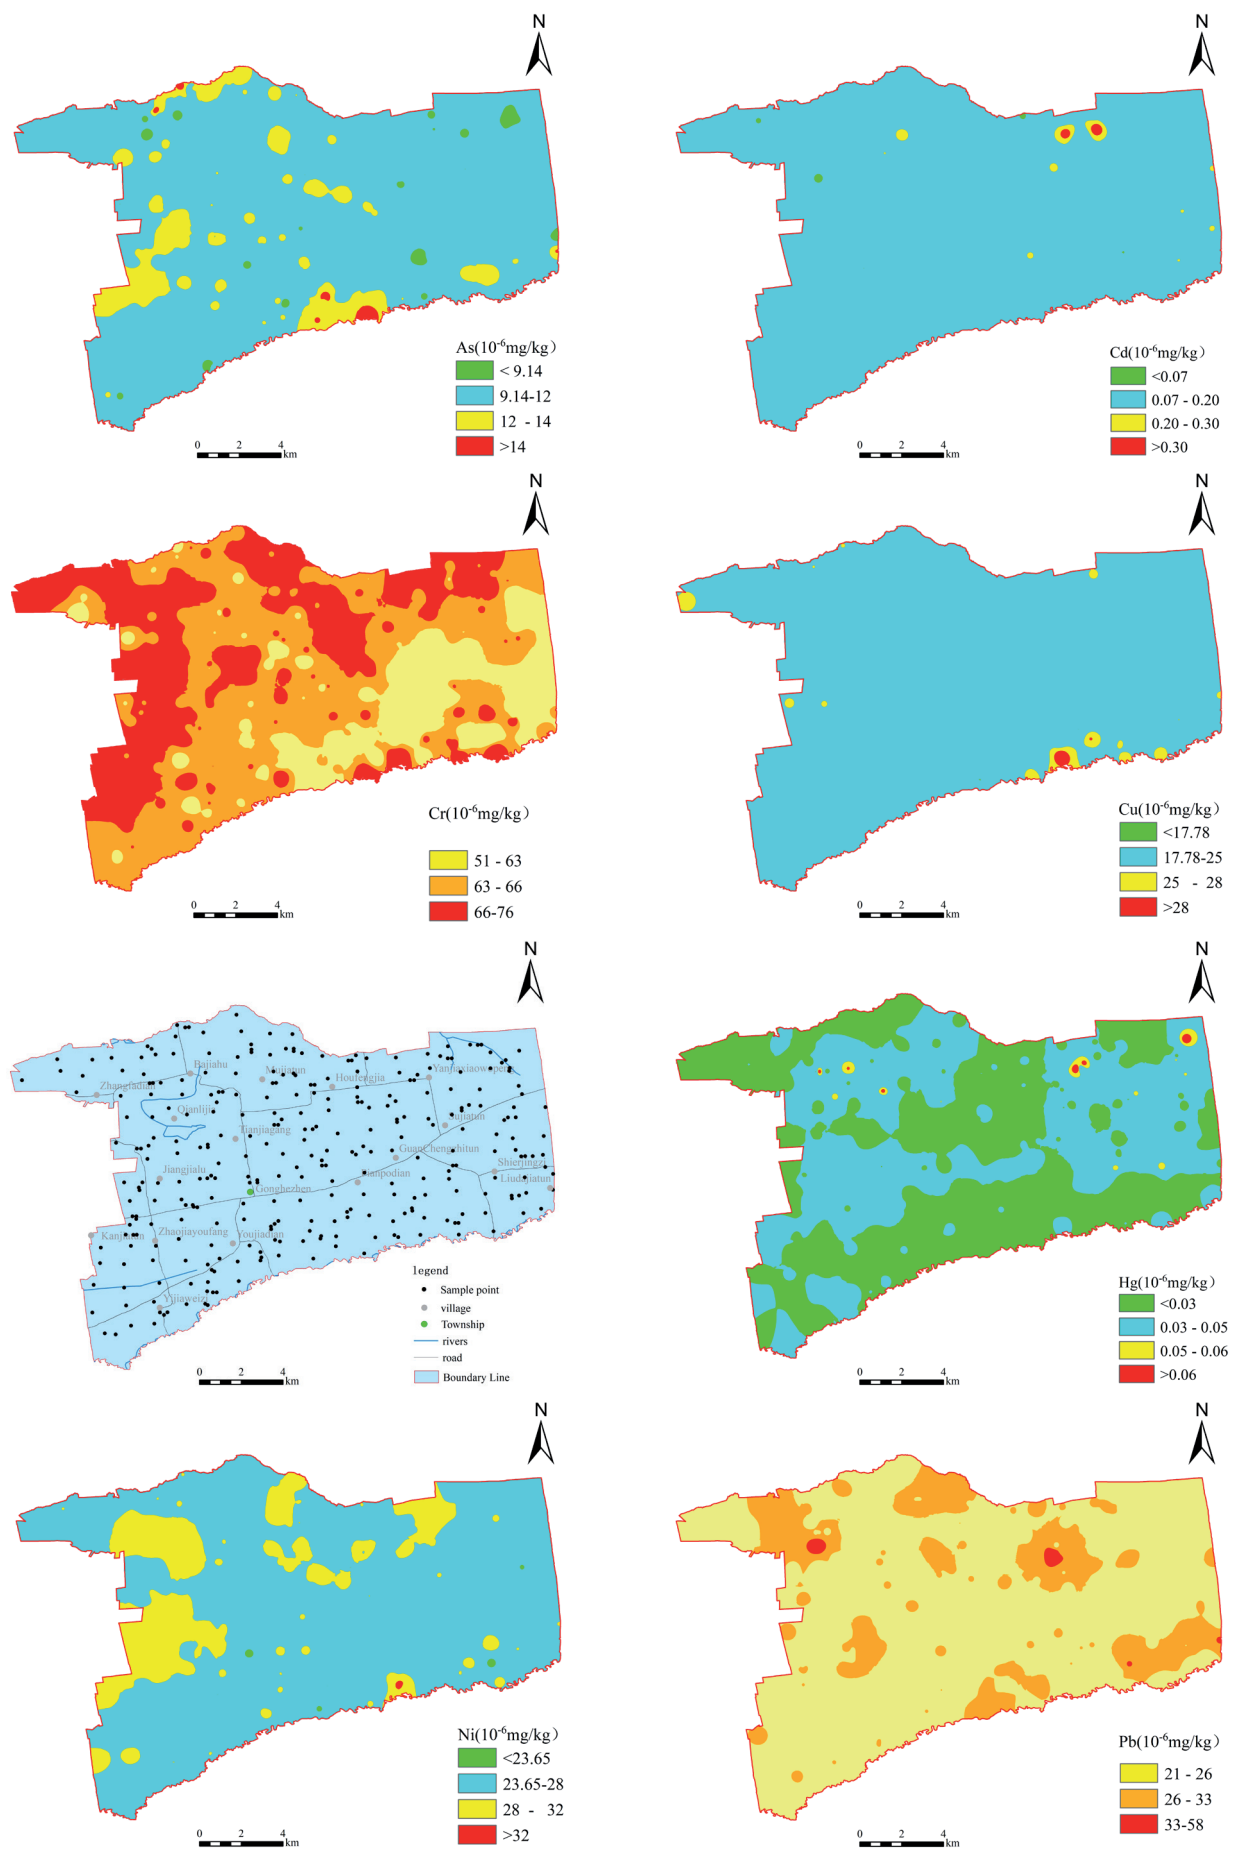 N
As(10-6mg/kg)
< 9.14
9.14-12
12 - 14
>14
0 2 4
km
N
Cd(10-6mg/kg)
<0.07
0.07 - 0.20
0.20 - 0.30
>0.30
0 2 4
km
N
Cr(10-6mg/kg)
51 - 63
63 - 66
66-76
0 2 4
km
N
Cu(10-6mg/kg)
<17.78
17.78-25
25 - 28
>28
0 2 4
km
N
Bajiahu
Mujiatun
Houfengjia
Zhangjiadian
Qianlijia
Tianjiagang
GuanChengzhitun
Jiangjialu
Shierjingzi
Liudajiatun
Gonghezhen
Zhaojiayoufang
Youjiadian
Yijiaweizi
legend
Sample point
village
Township
rivers
road
Boundary Line
0 2 4
km
N
Hg(10-6mg/kg)
<0.03
0.03 - 0.05
0.05 - 0.06
>0.06
0 2 4
km
N
Ni(10-6mg/kg)
<23.65
23.65-28
28 - 32
>32
0 2 4
km
N
Pb(10-6mg/kg)
21 - 26
26 - 33
33-58
0 2 4
km